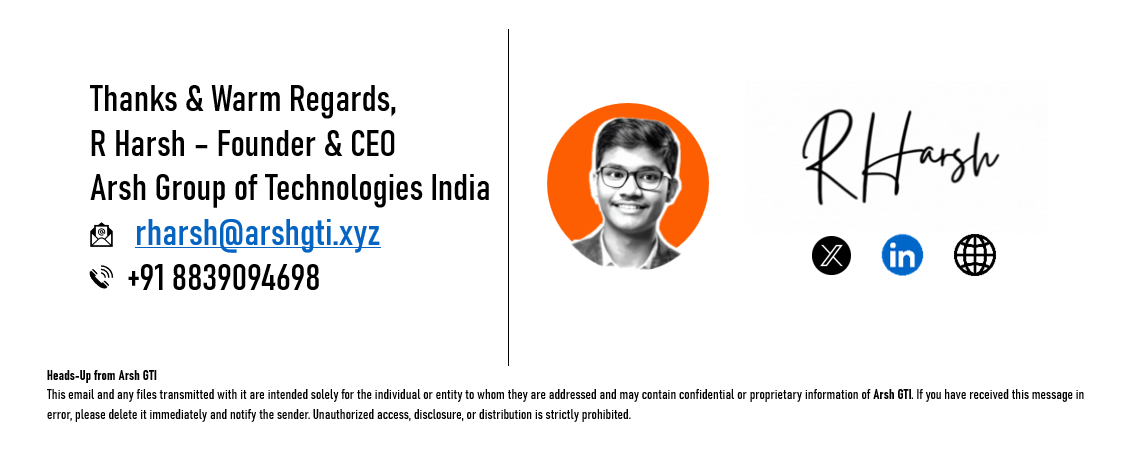 Thanks & Warm Regards,
R Harsh – Founder & CEO
Arsh Group of Technologies India
rharsh@arshgti.xyz
+91 8839094698
R Harsh
in
Heads-Up from Arsh GTI
This email and any files transmitted with it are intended solely for the individual or entity to whom they are addressed and may contain confidential or proprietary information of Arsh GTI. If you have received this message in
error, please delete it immediately and notify the sender. Unauthorized access, disclosure, or distribution is strictly prohibited.